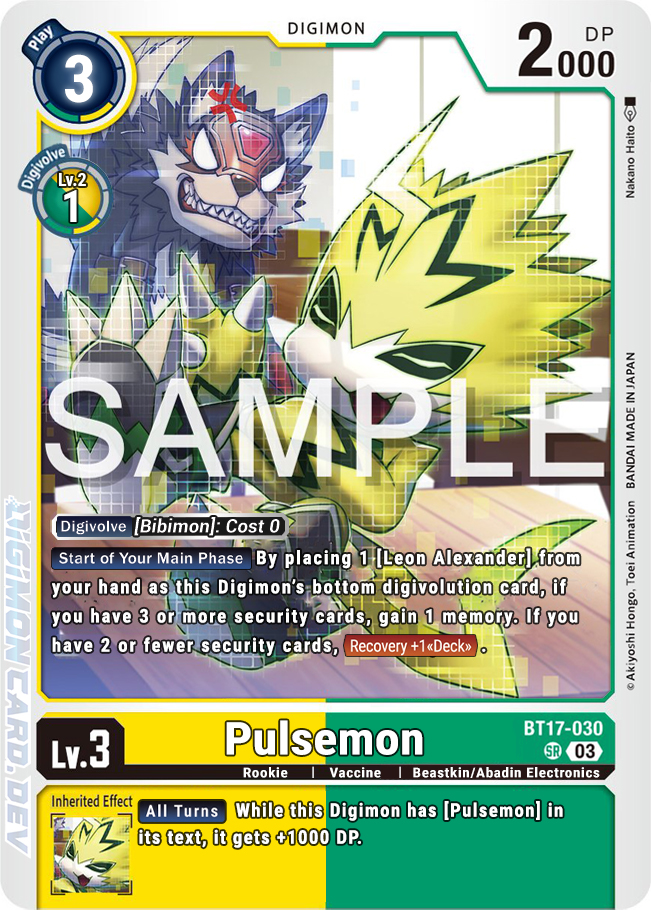 DIGIMON
Play
3
DP
2000
Digivolve
Lv.2
1
Nakano Haito
SAMPLE
BANDAI MADE IN JAPAN
© Akiyoshi Hongo, Toei Animation
DIGIMONCARD.DEV
Digivolve [Bibimon]: Cost 0
Start of Your Main Phase By placing 1 [Leon Alexander] from
your hand as this Digimon's bottom digivolution card, if
you have 3 or more security cards, gain 1 memory. If you
have 2 or fewer security cards, Recovery +1«Deck» .
Lv.3
Pulsemon
BT17-030
SR 03
Rookie | Vaccine | Beastkin/Abadin Electronics
Inherited Effect
All Turns While this Digimon has [Pulsemon] in
its text, it gets +1000 DP.